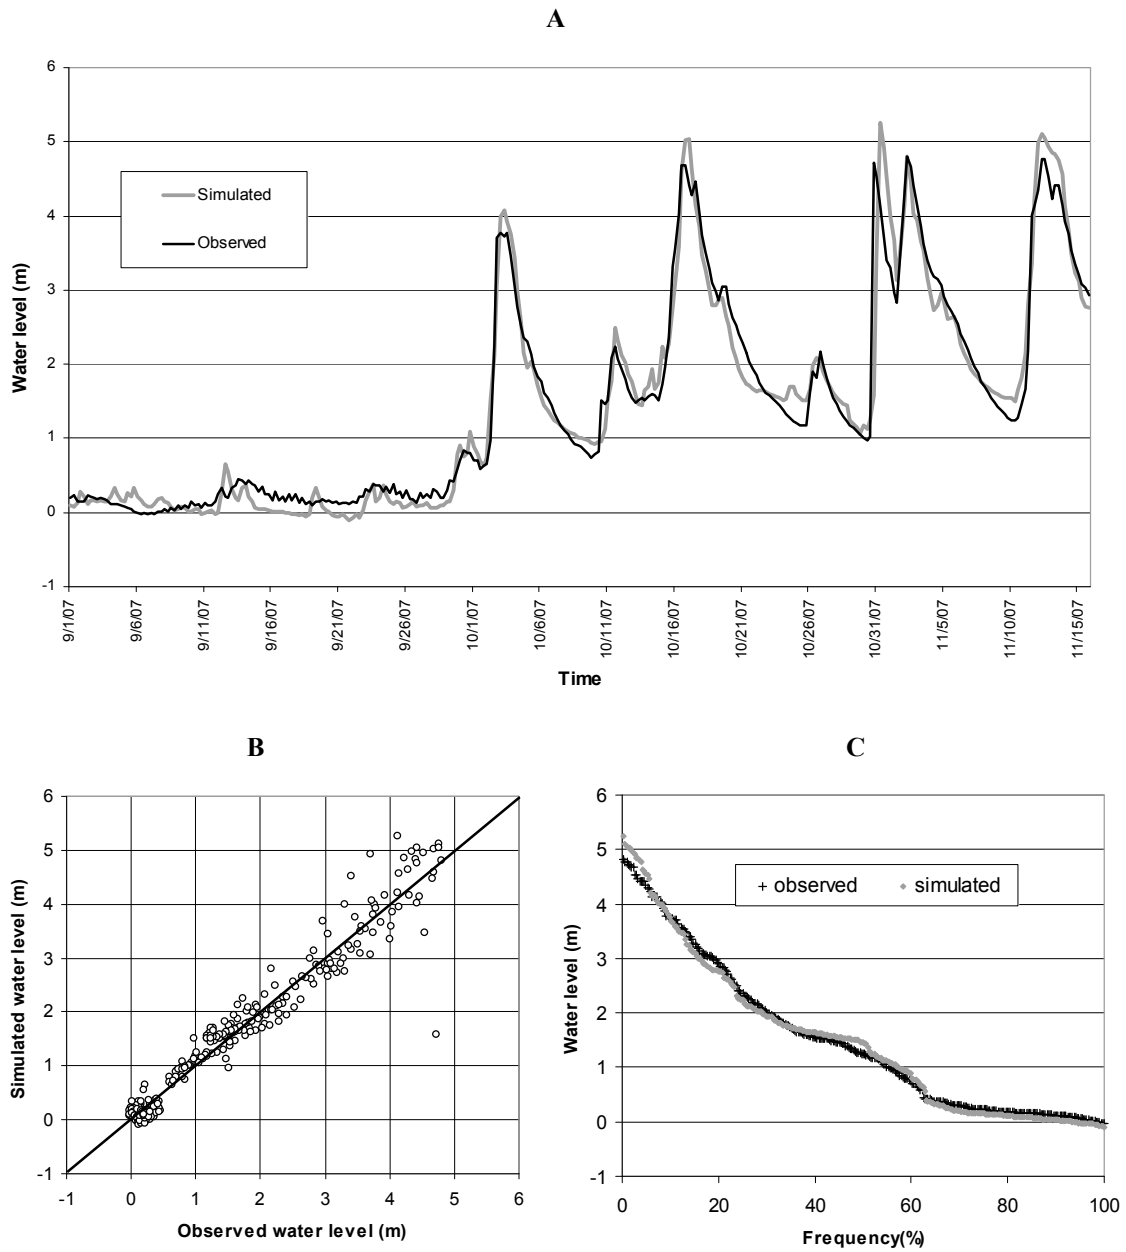 A
6
5
4
3
2
1
0
-1
Water level (m)
Simulated
Observed
9/1/07
9/6/07
9/11/07
9/16/07
9/21/07
9/26/07
10/1/07
10/6/07
10/11/07
10/16/07
10/21/07
10/26/07
10/31/07
11/5/07
11/10/07
11/15/07
Time
B
6
5
4
3
2
1
0
-1
Simulated water level (m)
-1 0 1 2 3 4 5 6
Observed water level (m)
C
6
5
4
3
2
1
0
-1
Water level (m)
observed simulated
0 20 40 60 80 100
Frequency(%)